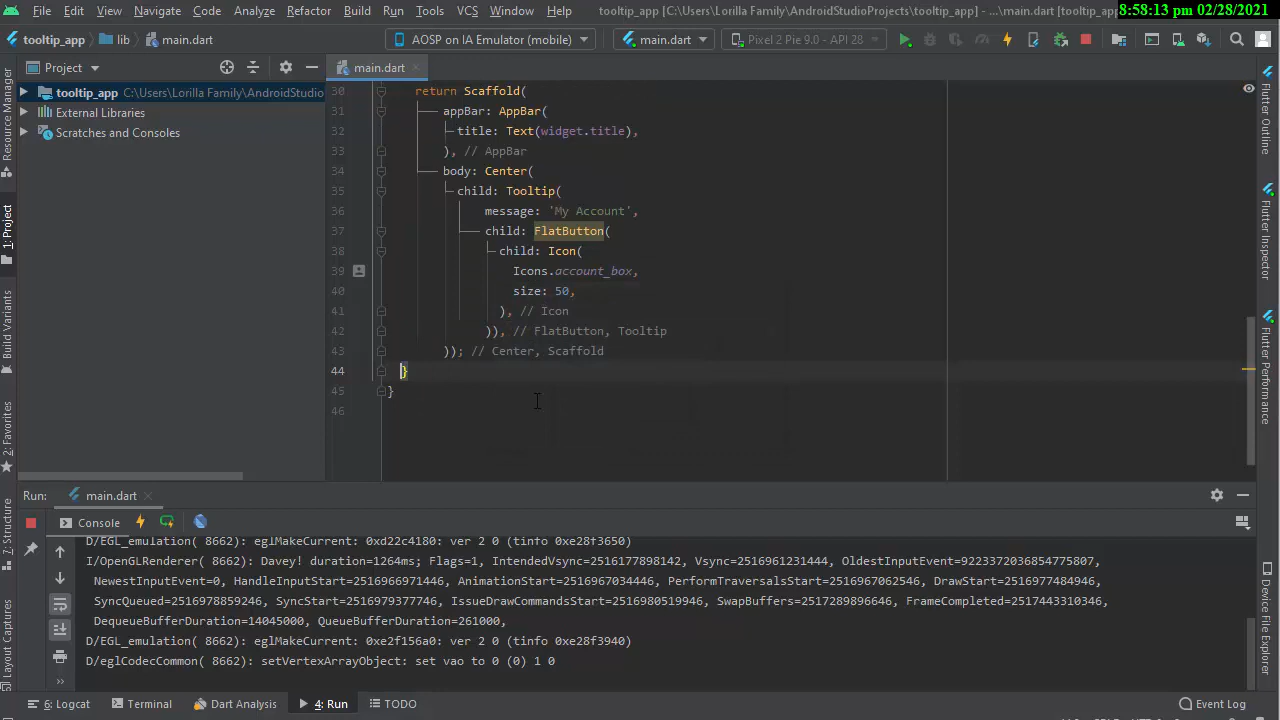 File Edit View Navigate Code Analyze Refactor Build Run Tools VCS Window Help tooltip_app [C:\Users\Lorilla Family\AndroidStudioProjects\tooltip_app] - ...\main.dart [tooltip_ap
8:58:13 pm 02/28/2021
tooltip_app lib main.dart AOSP on IA Emulator (mobile) main.dart Pixel 2 Pie 9.0 - API 28
Project main.dart
tooltip_app C:\Users\Lorilla Family\AndroidStudio
External Libraries
Scratches and Consoles
30 return Scaffold(
31 appBar: AppBar(
32 title: Text(widget.title),
33 ), // AppBar
34 body: Center(
35 child: Tooltip(
36 message: 'My Account',
37 child: FlatButton(
38 child: Icon(
39 Icons.account_box,
40 size: 50,
41 ), // Icon
42 )), // FlatButton, Tooltip
43 )); // Center, Scaffold
44 }
45 }
46
Resource Manager
1: Project
Build Variants
2: Favorites
7: Structure
Layout Captures
Flutter Outline
Flutter Inspector
Flutter Performance
Device File Explorer
Run: main.dart
Console
D/EGL_emulation( 8662): eglMakeCurrent: 0xd22c4180: ver 2 0 (tinfo 0xe28f3650)
I/OpenGLRenderer( 8662): Davey! duration=1264ms; Flags=1, IntendedVsync=2516177898142, Vsync=2516961231444, OldestInputEvent=9223372036854775807,
NewestInputEvent=0, HandleInputStart=2516966971446, AnimationStart=2516967034446, PerformTraversalsStart=2516967062546, DrawStart=2516977484946,
SyncQueued=2516978859246, SyncStart=2516979377746, IssueDrawCommandsStart=2516980519946, SwapBuffers=2517289896646, FrameCompleted=2517443310346,
DequeueBufferDuration=14045000, QueueBufferDuration=261000,
D/EGL_emulation( 8662): eglMakeCurrent: 0xe2f156a0: ver 2 0 (tinfo 0xe28f3940)
D/eglCodecCommon( 8662): setVertexArrayObject: set vao to 0 (0) 1 0
6: Logcat Terminal Dart Analysis 4: Run TODO Event Log